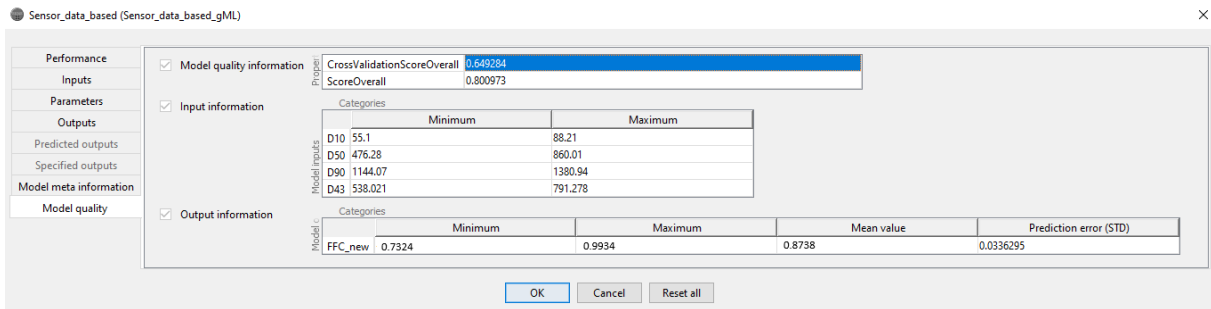 Sensor_data_based (Sensor_data_based_gML)
Performance
Inputs
Parameters
Outputs
Predicted outputs
Specified outputs
Model meta information
Model quality
Model quality information
Properi
CrossValidationScoreOverall 0.649284
ScoreOverall 0.800973
Input information
Categories
Model inputs
Minimum Maximum
D10 55.1 88.21
D50 476.28 860.01
D90 1144.07 1380.94
D43 538.021 791.278
Output information
Categories
Model c
Minimum Maximum Mean value Prediction error (STD)
FFC_new 0.7324 0.9934 0.8738 0.0336295
OK Cancel Reset all